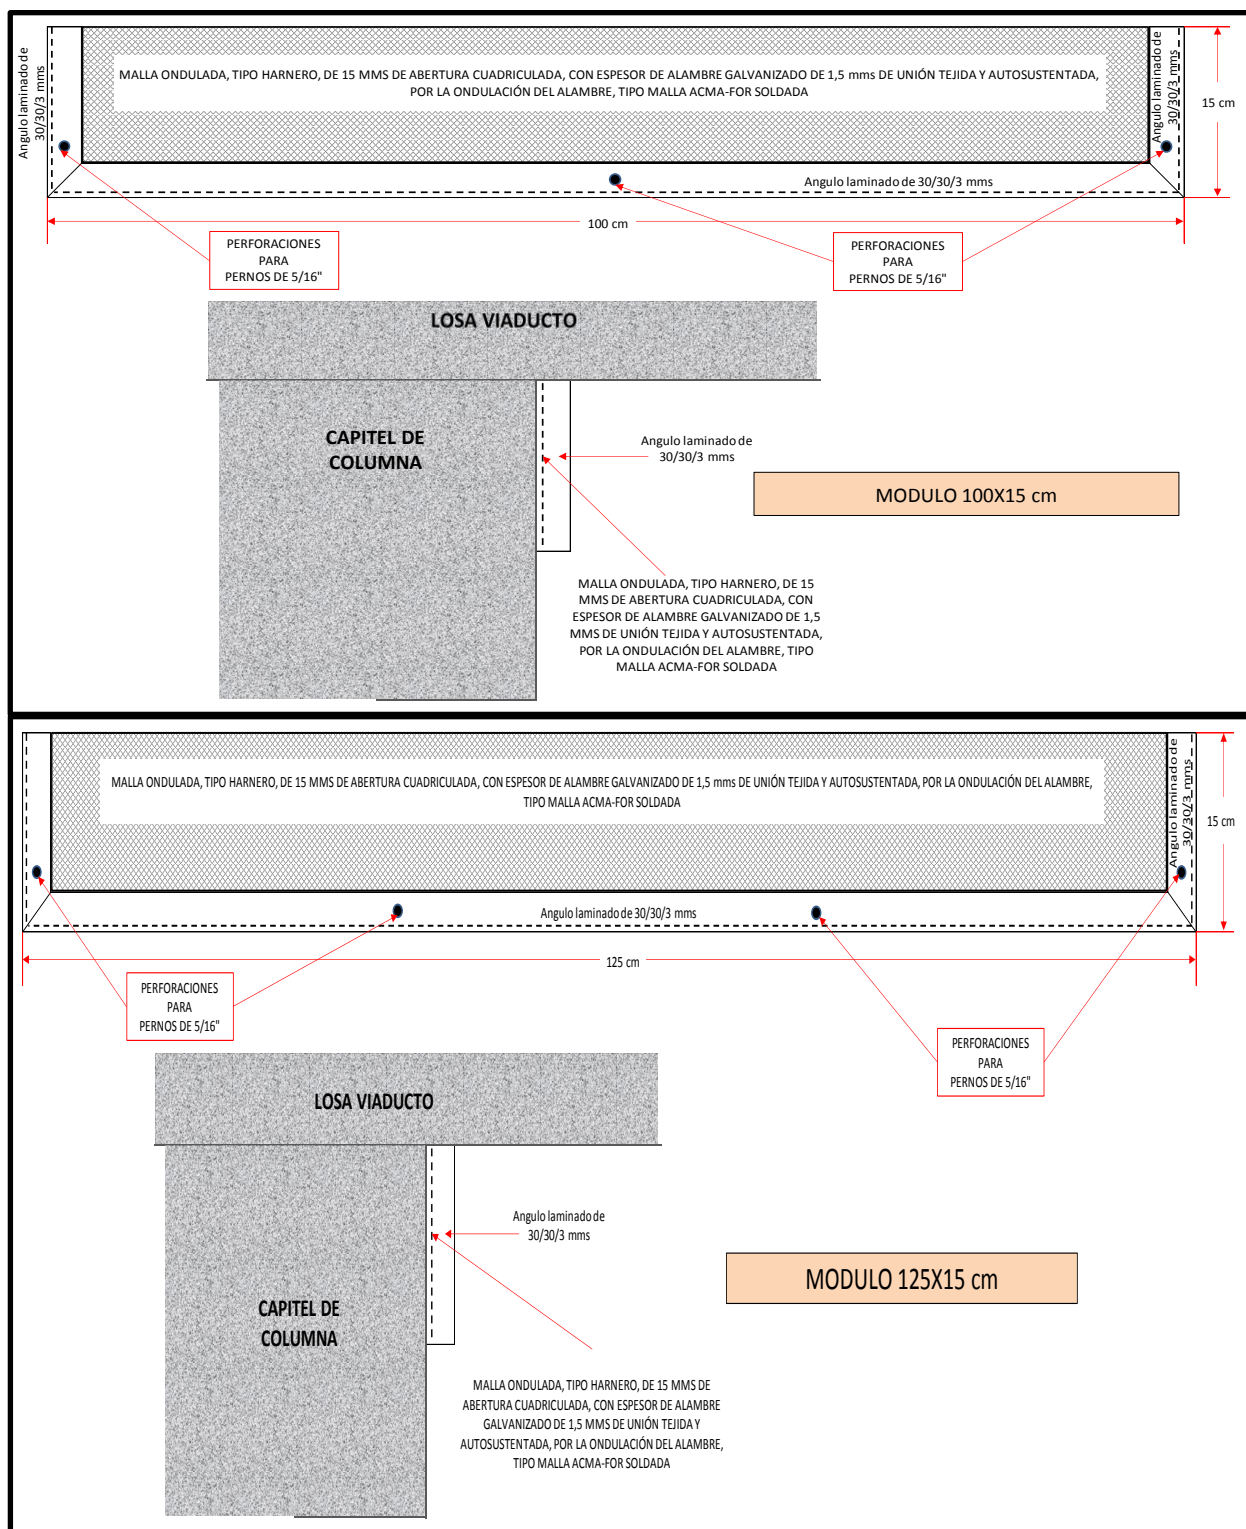 Angulo laminado de
30/30/3 mms
MALLA ONDULADA, TIPO HARNERO, DE 15 MMS DE ABERTURA CUADRICULADA, CON ESPESOR DE ALAMBRE GALVANIZADO DE 1,5 mms DE UNIÓN TEJIDA Y AUTOSUSTENTADA,
POR LA ONDULACIÓN DEL ALAMBRE, TIPO MALLA ACMA-FOR SOLDADA
Angulo laminado de
30/30/3 mms
15 cm
Angulo laminado de 30/30/3 mms
100 cm
PERFORACIONES
PARA
PERNOS DE 5/16"
PERFORACIONES
PARA
PERNOS DE 5/16"
LOSA VIADUCTO
CAPITEL DE
COLUMNA
Angulo laminado de
30/30/3 mms
MODULO 100X15 cm
MALLA ONDULADA, TIPO HARNERO, DE 15
MMS DE ABERTURA CUADRICULADA, CON
ESPESOR DE ALAMBRE GALVANIZADO DE 1,5
MMS DE UNIÓN TEJIDA Y AUTOSUSTENTADA,
POR LA ONDULACIÓN DEL ALAMBRE, TIPO
MALLA ACMA-FOR SOLDADA
MALLA ONDULADA, TIPO HARNERO, DE 15 MMS DE ABERTURA CUADRICULADA, CON ESPESOR DE ALAMBRE GALVANIZADO DE 1,5 mms DE UNIÓN TEJIDA Y AUTOSUSTENTADA, POR LA ONDULACIÓN DEL ALAMBRE,
TIPO MALLA ACMA-FOR SOLDADA
Angulo laminado de
30/30/3 mms
15 cm
Angulo laminado de 30/30/3 mms
125 cm
PERFORACIONES
PARA
PERNOS DE 5/16"
PERFORACIONES
PARA
PERNOS DE 5/16"
LOSA VIADUCTO
Angulo laminado de
30/30/3 mms
CAPITEL DE
COLUMNA
MODULO 125X15 cm
MALLA ONDULADA, TIPO HARNERO, DE 15 MMS DE
ABERTURA CUADRICULADA, CON ESPESOR DE ALAMBRE
GALVANIZADO DE 1,5 MMS DE UNIÓN TEJIDA Y
AUTOSUSTENTADA, POR LA ONDULACIÓN DEL ALAMBRE,
TIPO MALLA ACMA-FOR SOLDADA